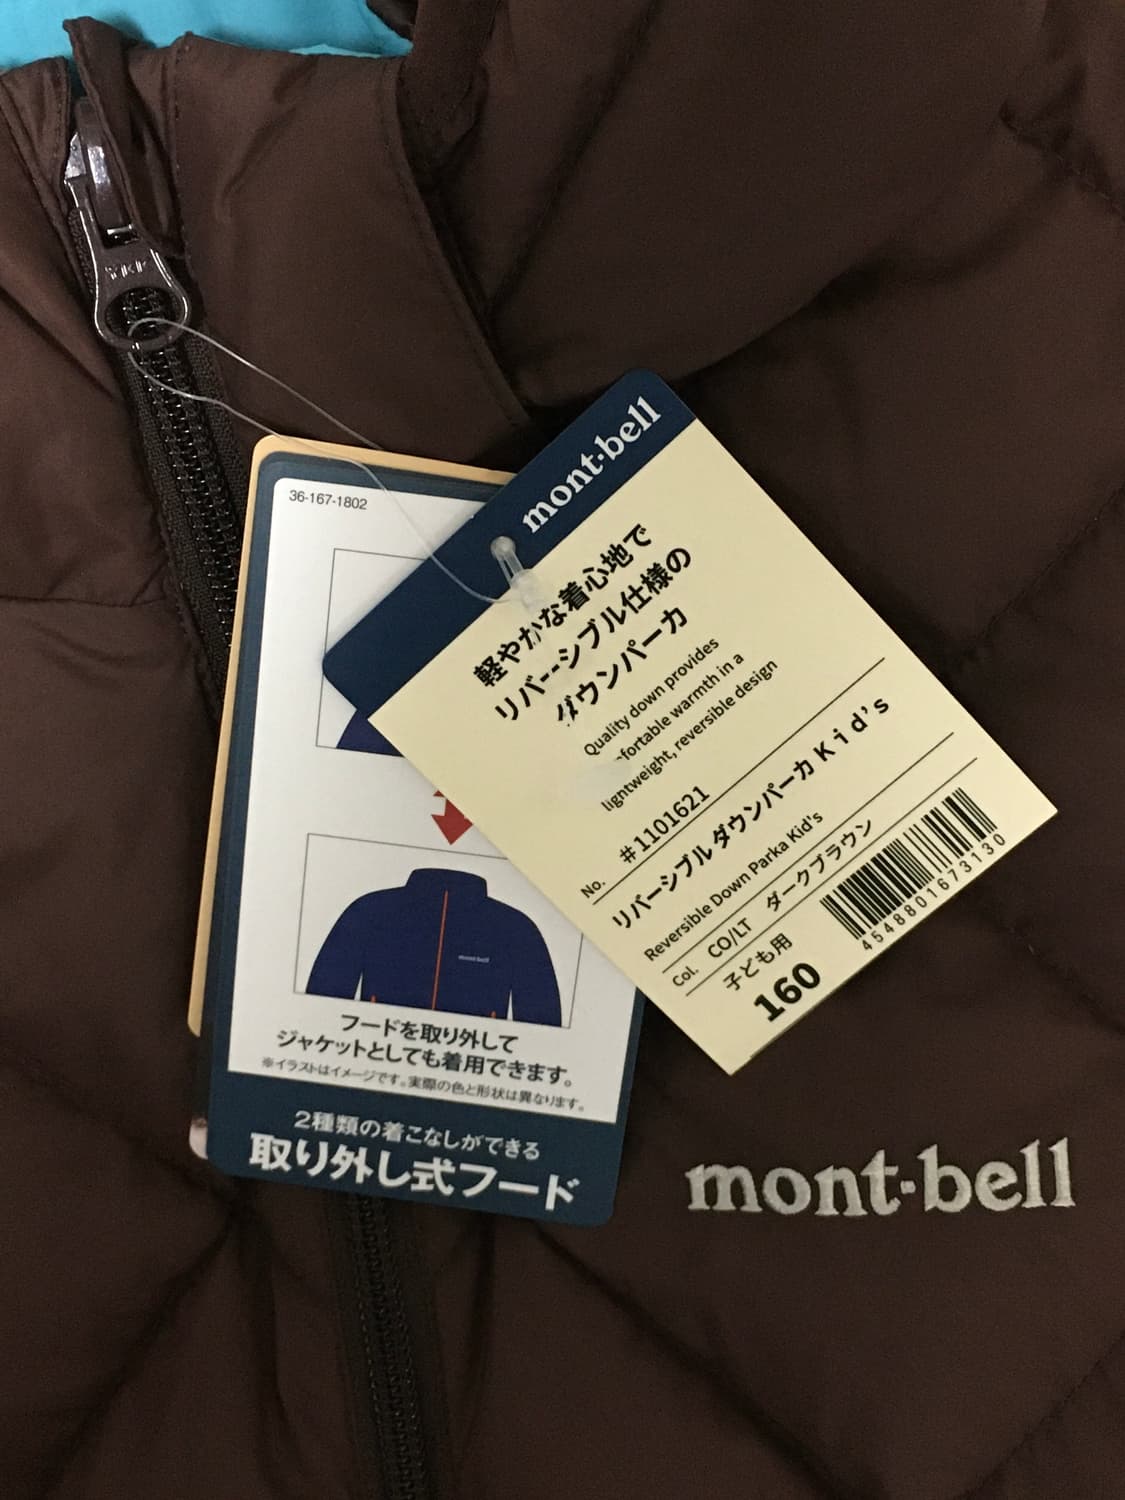 YKK
36-167-1802
mont·bell
フードを取り外して
ジャケットとしても着用できます。
※イラストはイメージです。実際の色と形状は異なります。
2種類の着こなしができる
取り外し式フード
mont·bell
軽やかな着心地で
リバーシブル仕様の
ダウンパーカ
Quality down provides
warmth in a
lightweight, reversible design
No. #1101621
リバーシブル ダウンパーカ Kid's
Reversible Down Parka Kid's
Col. CO/LT ダークブラウン
子ども用
160
4548801673130
mont·bell